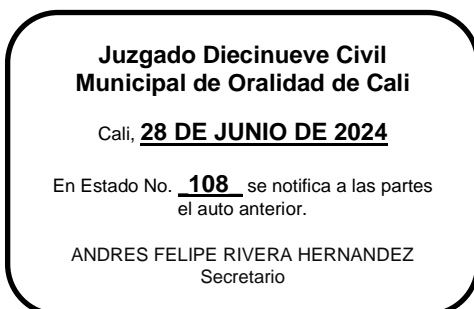 Juzgado Diecinueve Civil
Municipal de Oralidad de Cali
Cali, 28 DE JUNIO DE 2024
En Estado No. _108_ se notifica a las partes
el auto anterior.
ANDRES FELIPE RIVERA HERNANDEZ
Secretario